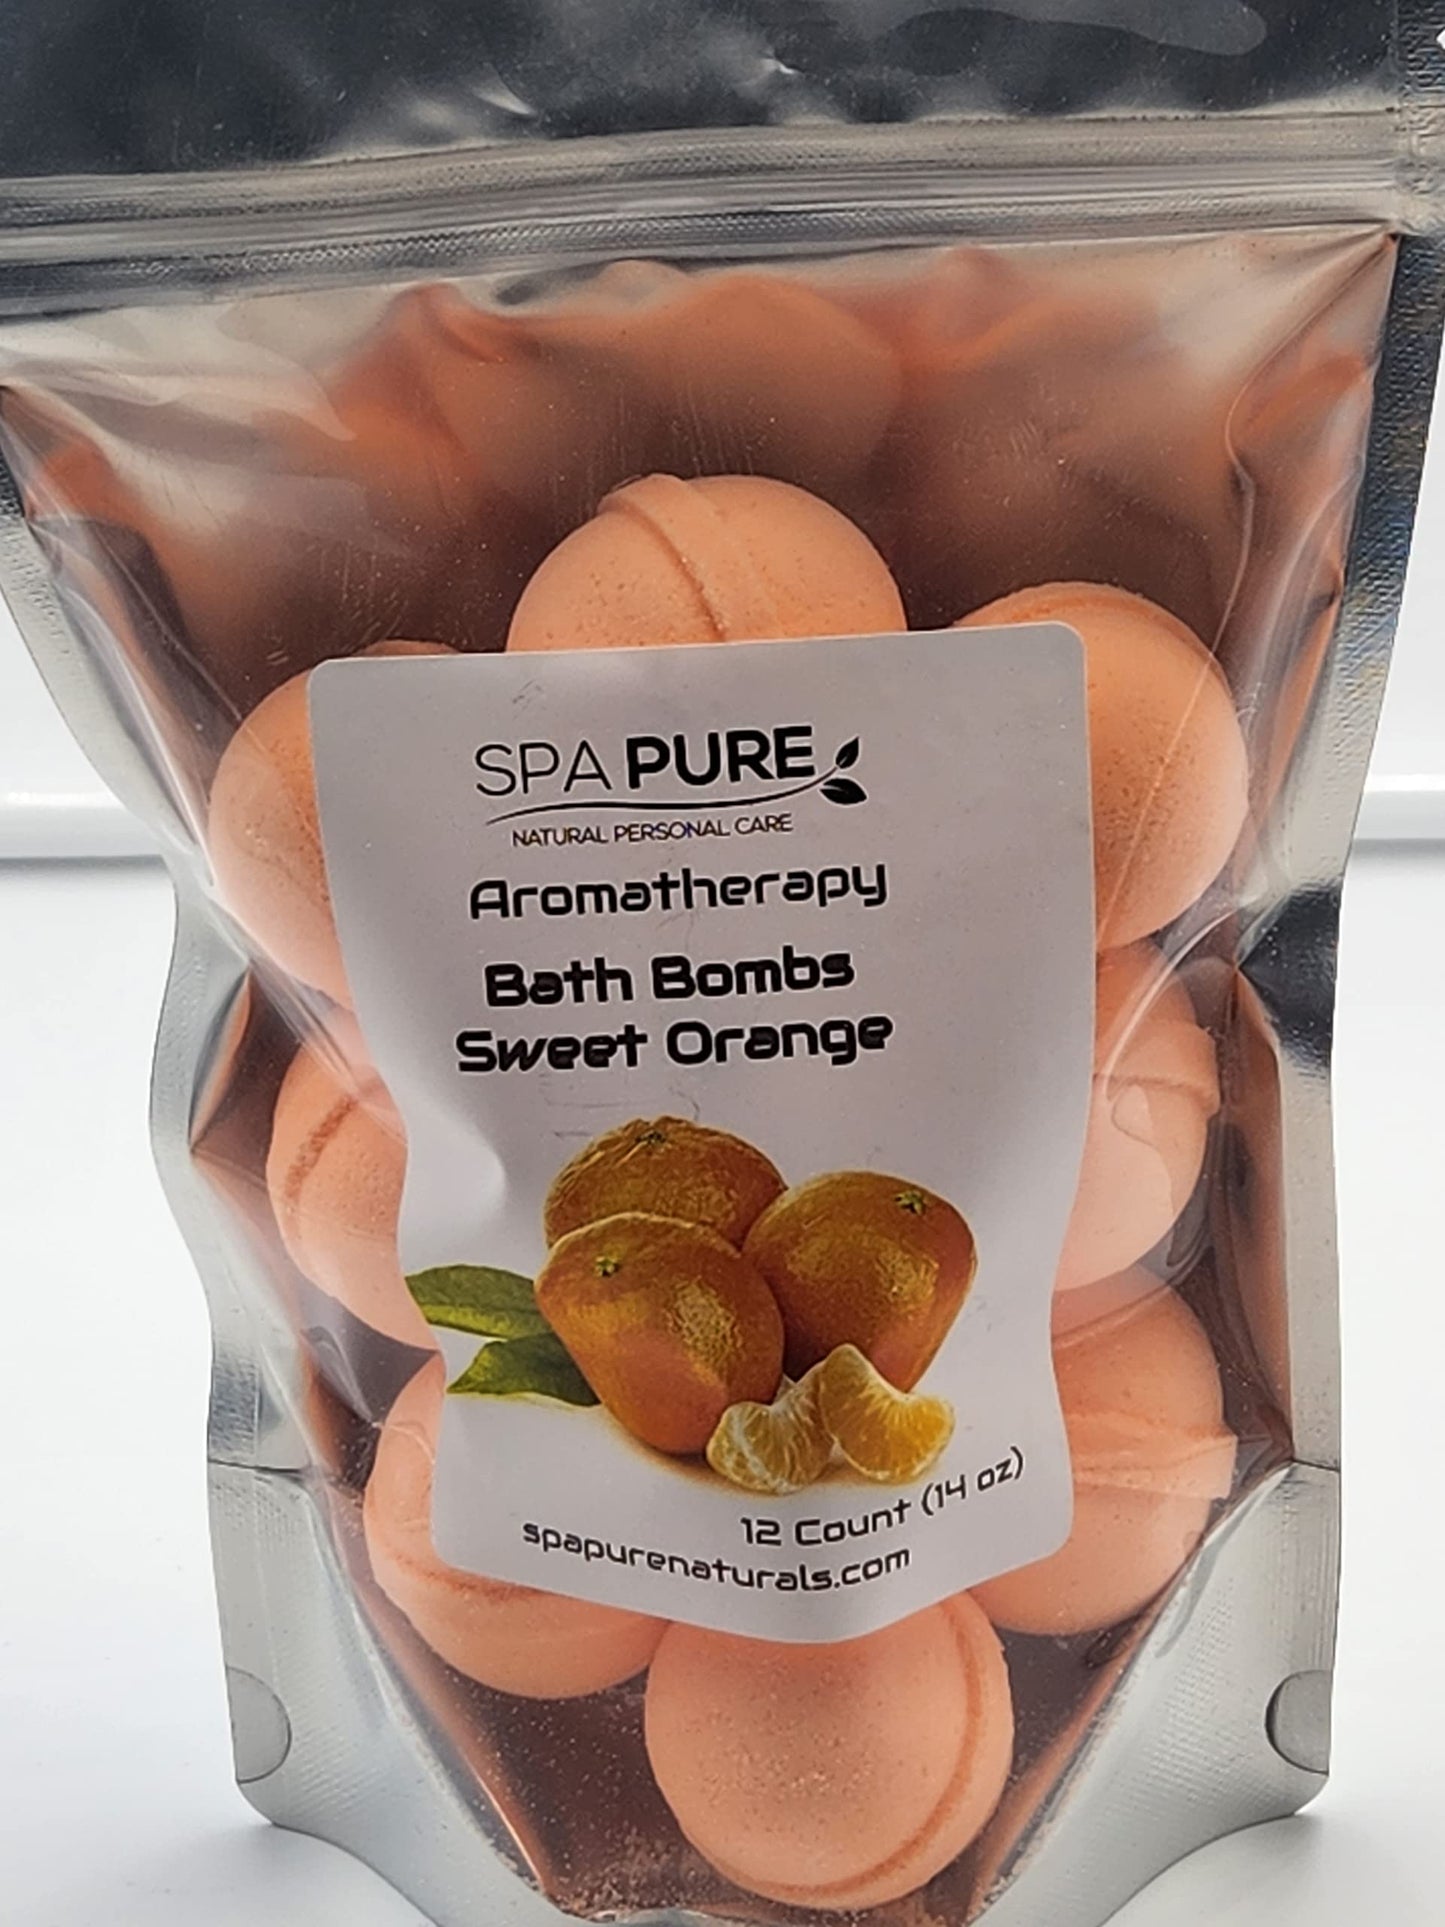 SPA PURE
NATURAL PERSONAL CARE
Aromatherapy
Bath Bombs
Sweet Orange
12 Count (14 oz)
spapurenaturals.com